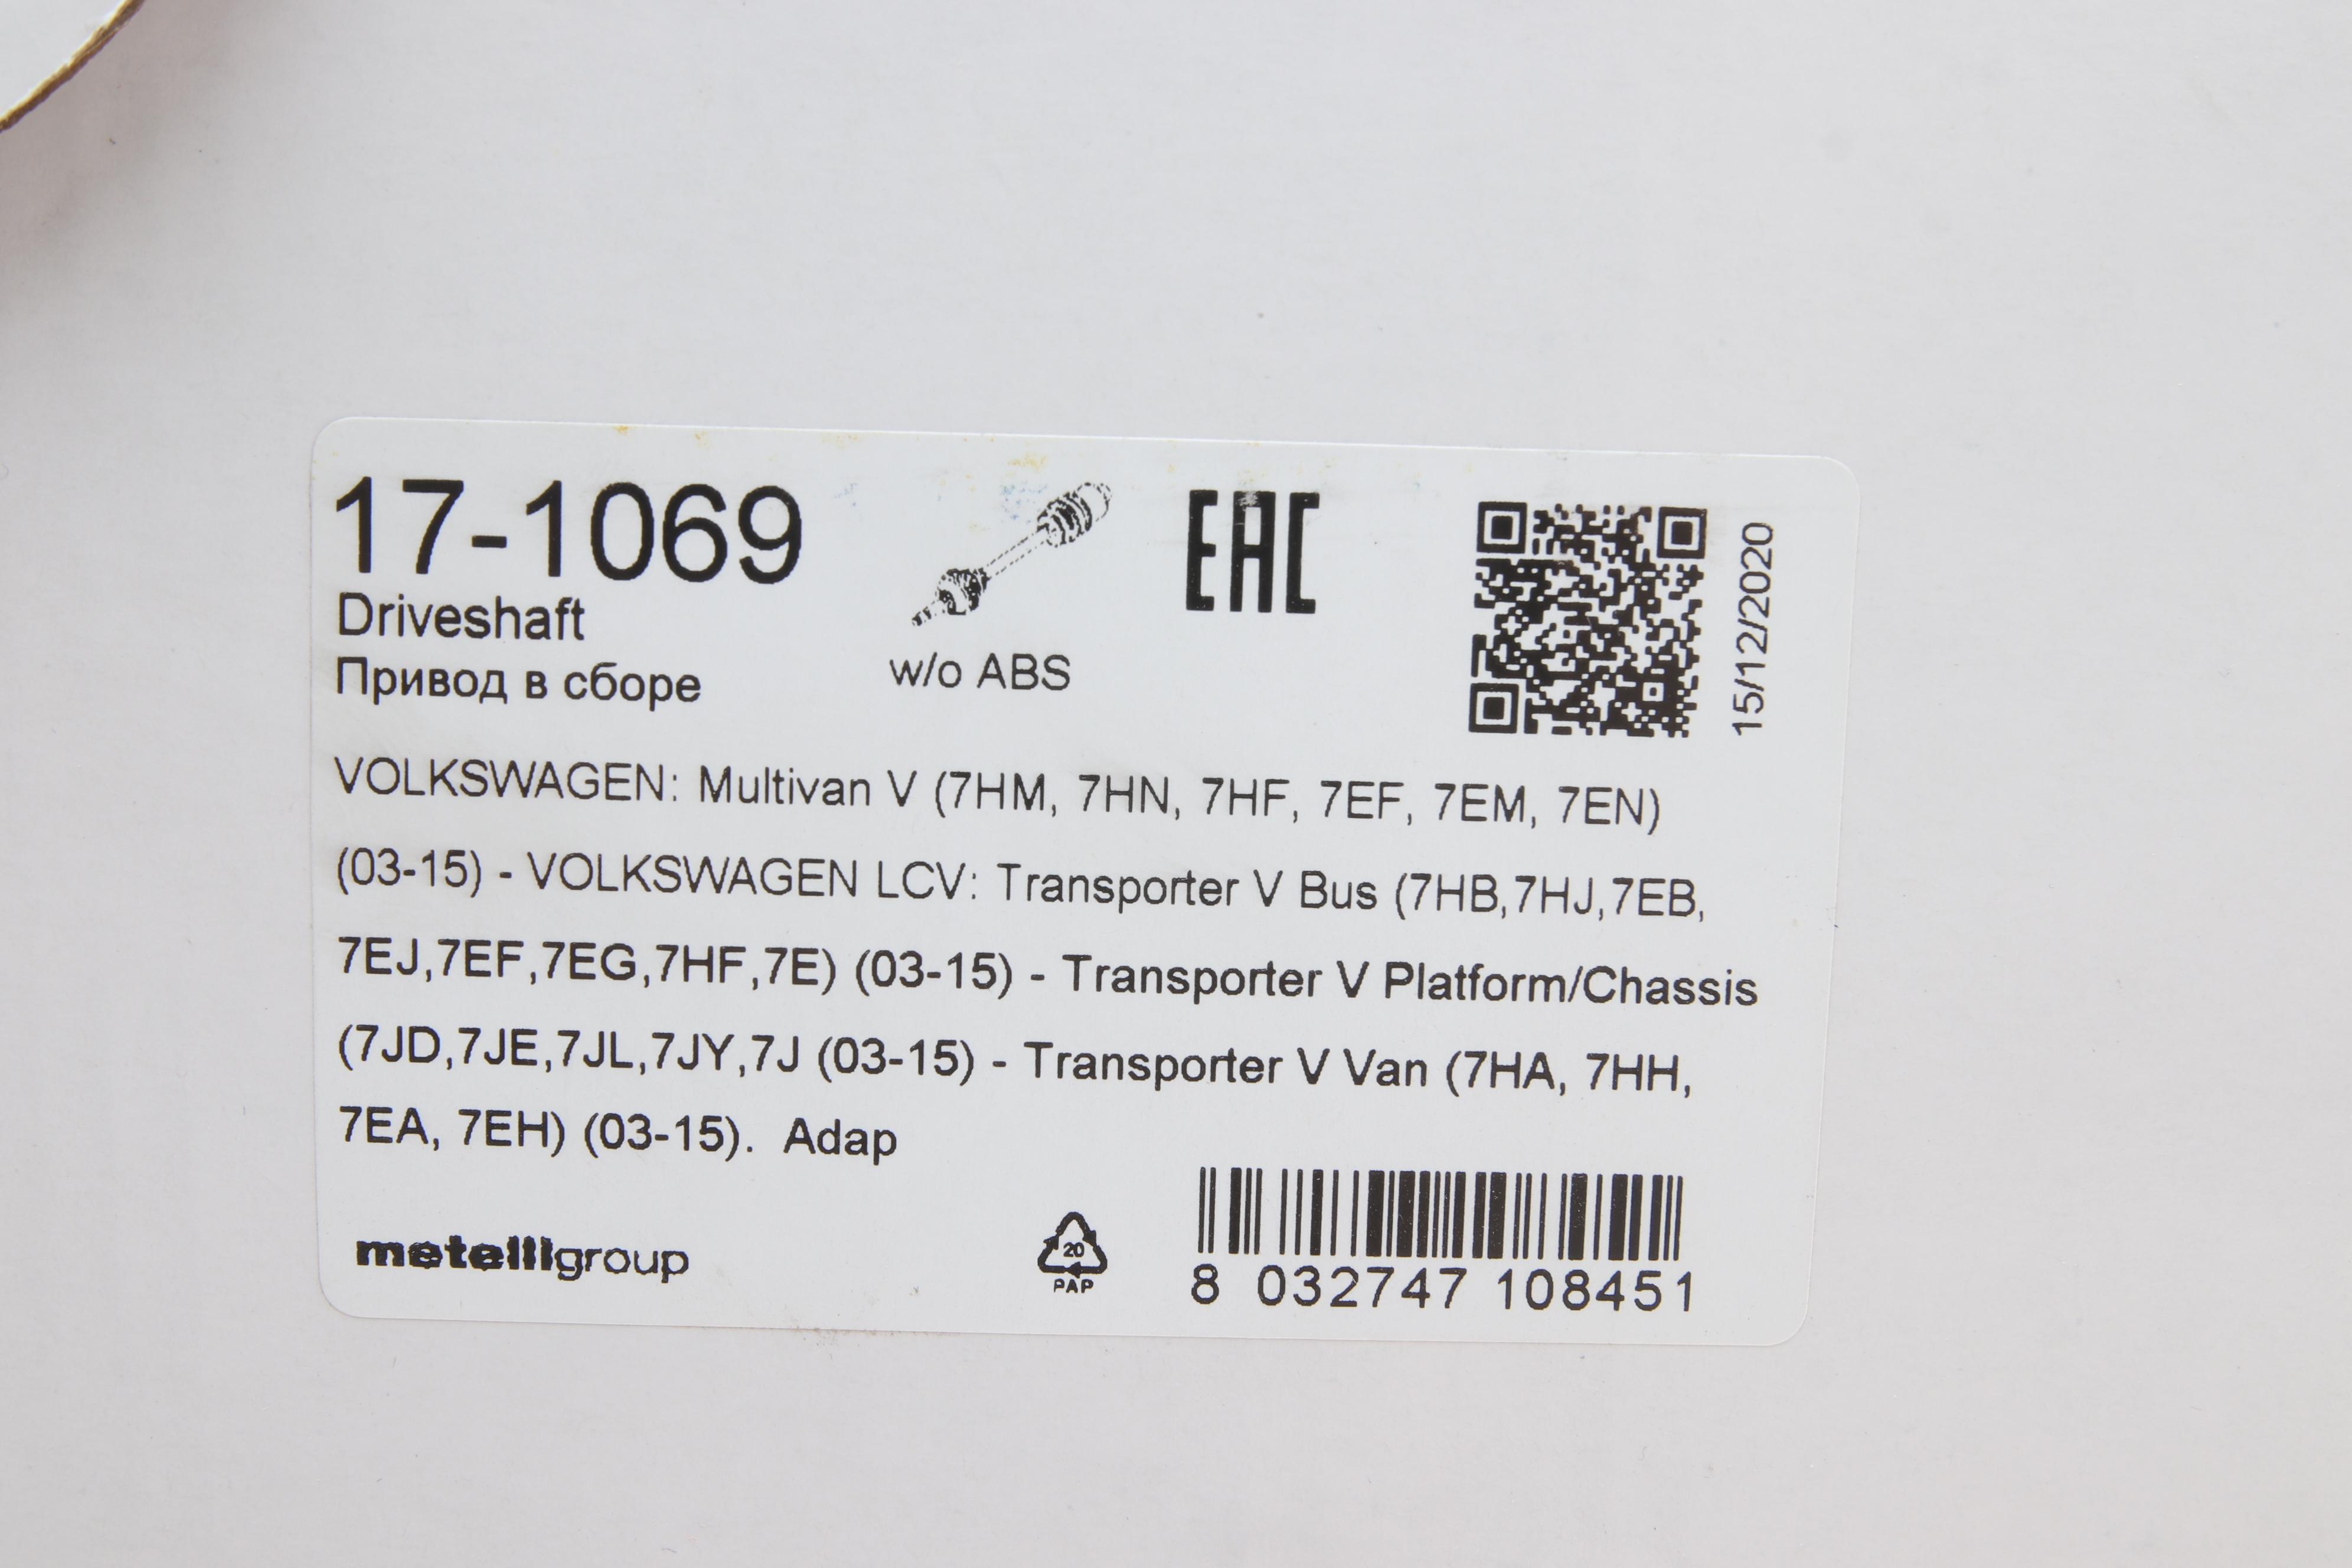 17-1069
Driveshaft
Привод в сборе
w/o ABS
EAC
15/12/2020
VOLKSWAGEN: Multivan V (7HM, 7HN, 7HF, 7EF, 7EM, 7EN)
(03-15) - VOLKSWAGEN LCV: Transporter V Bus (7HB,7HJ,7EB,
7EJ,7EF,7EG,7HF,7E) (03-15) - Transporter V Platform/Chassis
(7JD,7JE,7JL,7JY,7J (03-15) - Transporter V Van (7HA, 7HH,
7EA, 7EH) (03-15). Adap
metelligroup
20
PAP
8 032747 108451